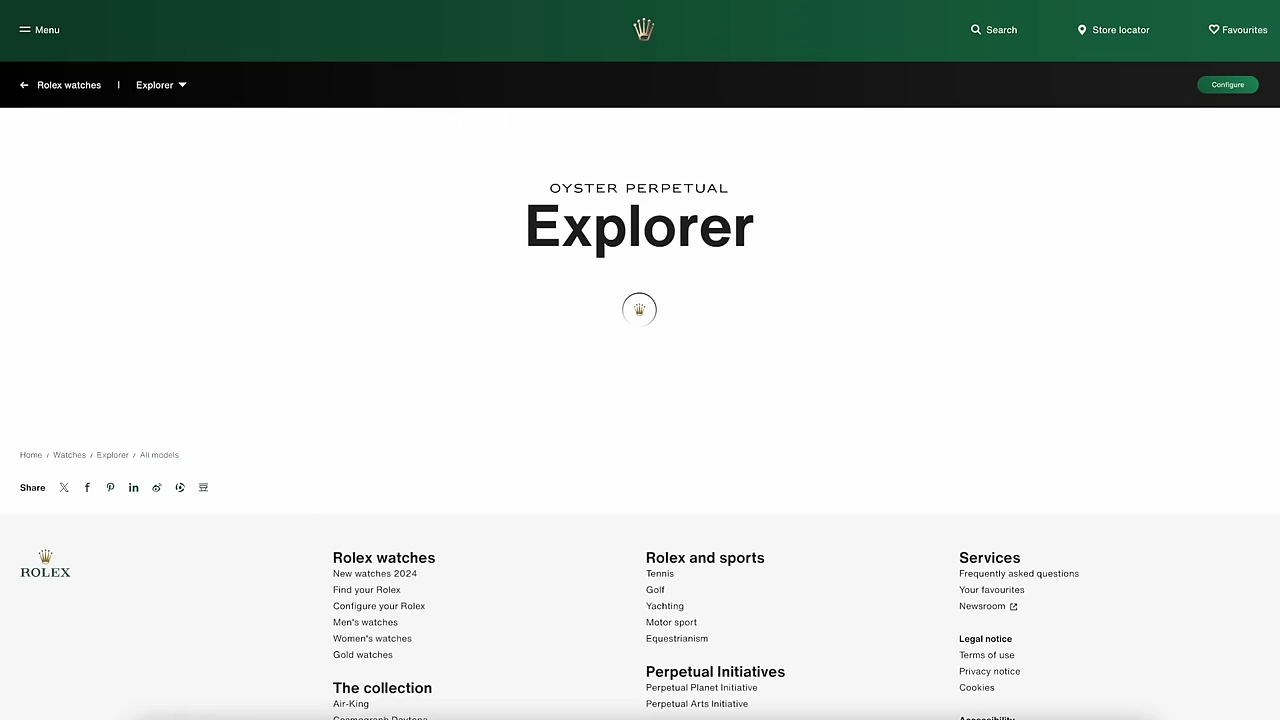 Menu
Search
Store locator
Favourites
Rolex watches
Explorer
Configure
OYSTER PERPETUAL
Explorer
Home / Watches / Explorer / All models
Share
ROLEX
Rolex watches
New watches 2024
Find your Rolex
Configure your Rolex
Men's watches
Women's watches
Gold watches
The collection
Air-King
Cosmograph Daytona
Rolex and sports
Tennis
Golf
Yachting
Motor sport
Equestrianism
Perpetual Initiatives
Perpetual Planet Initiative
Perpetual Arts Initiative
Services
Frequently asked questions
Your favourites
Newsroom
Legal notice
Terms of use
Privacy notice
Cookies
Accessibility